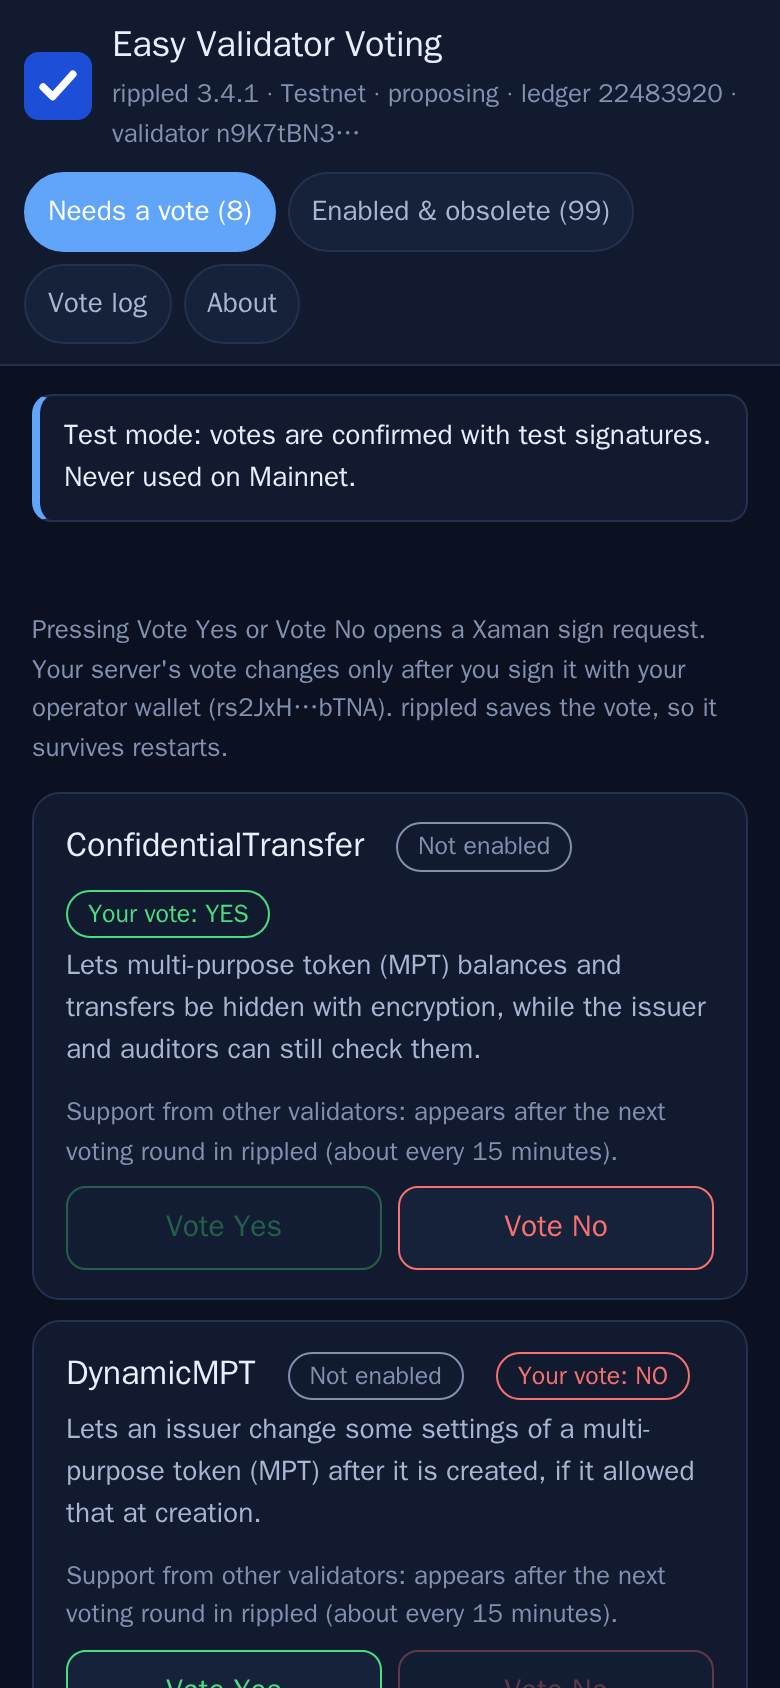 Easy Validator Voting
rippled 3.4.1 · Testnet · proposing · ledger 22483920 ·
validator n9K7tBN3···
Needs a vote (8)
Enabled & obsolete (99)
Vote log
About
Test mode: votes are confirmed with test signatures.
Never used on Mainnet.
Pressing Vote Yes or Vote No opens a Xaman sign request.
Your server's vote changes only after you sign it with your
operator wallet (rs2JxH···bTNA). rippled saves the vote, so it
survives restarts.
ConfidentialTransfer
Not enabled
Your vote: YES
Lets multi-purpose token (MPT) balances and
transfers be hidden with encryption, while the issuer
and auditors can still check them.
Support from other validators: appears after the next
voting round in rippled (about every 15 minutes).
Vote Yes
Vote No
DynamicMPT
Not enabled
Your vote: NO
Lets an issuer change some settings of a multi-
purpose token (MPT) after it is created, if it allowed
that at creation.
Support from other validators: appears after the next
voting round in rippled (about every 15 minutes).
Vote Yes
Vote No